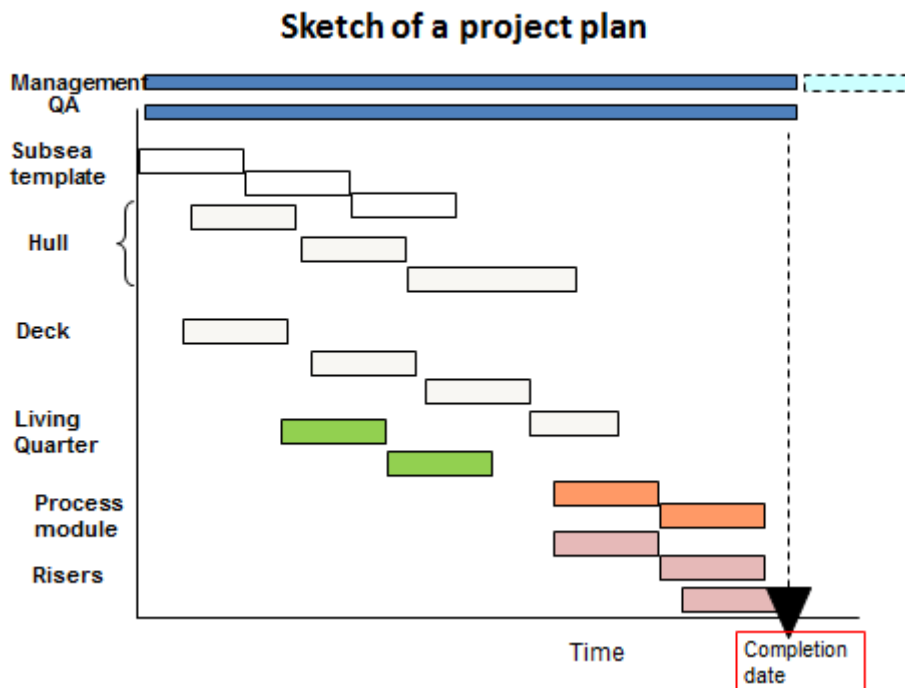 Sketch of a project plan
Management
QA
Subsea
template
Hull
Deck
Living
Quarter
Process
module
Risers
Time
Completion
date